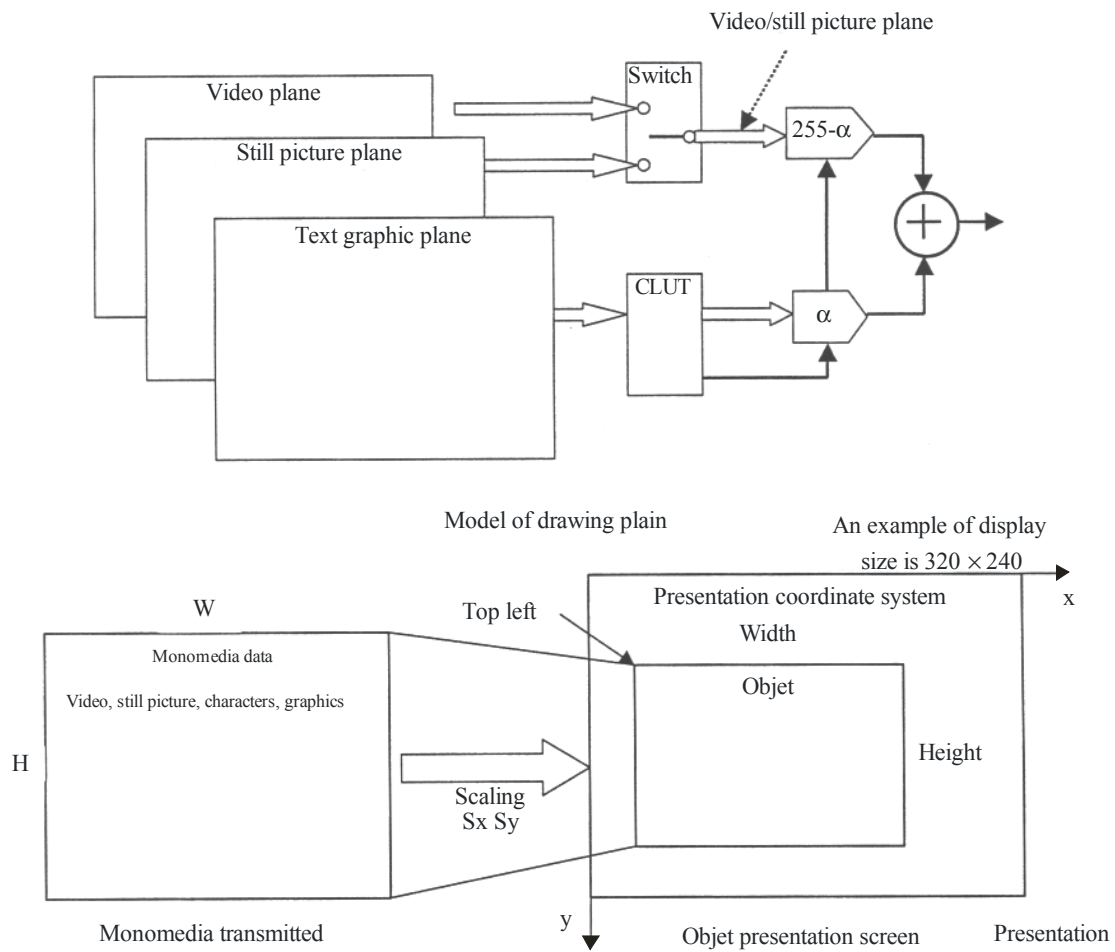 Video/still picture plane
Video plane
Switch
Still picture plane
255-α
Text graphic plane
+
CLUT
α
Model of drawing plain
An example of display
size is 320 × 240
x
W
Top left
Presentation coordinate system
Width
Monomedia data
Objet
Video, still picture, characters, graphics
H
Height
Scaling
Sx Sy
y
Monomedia transmitted
Objet presentation screen
Presentation